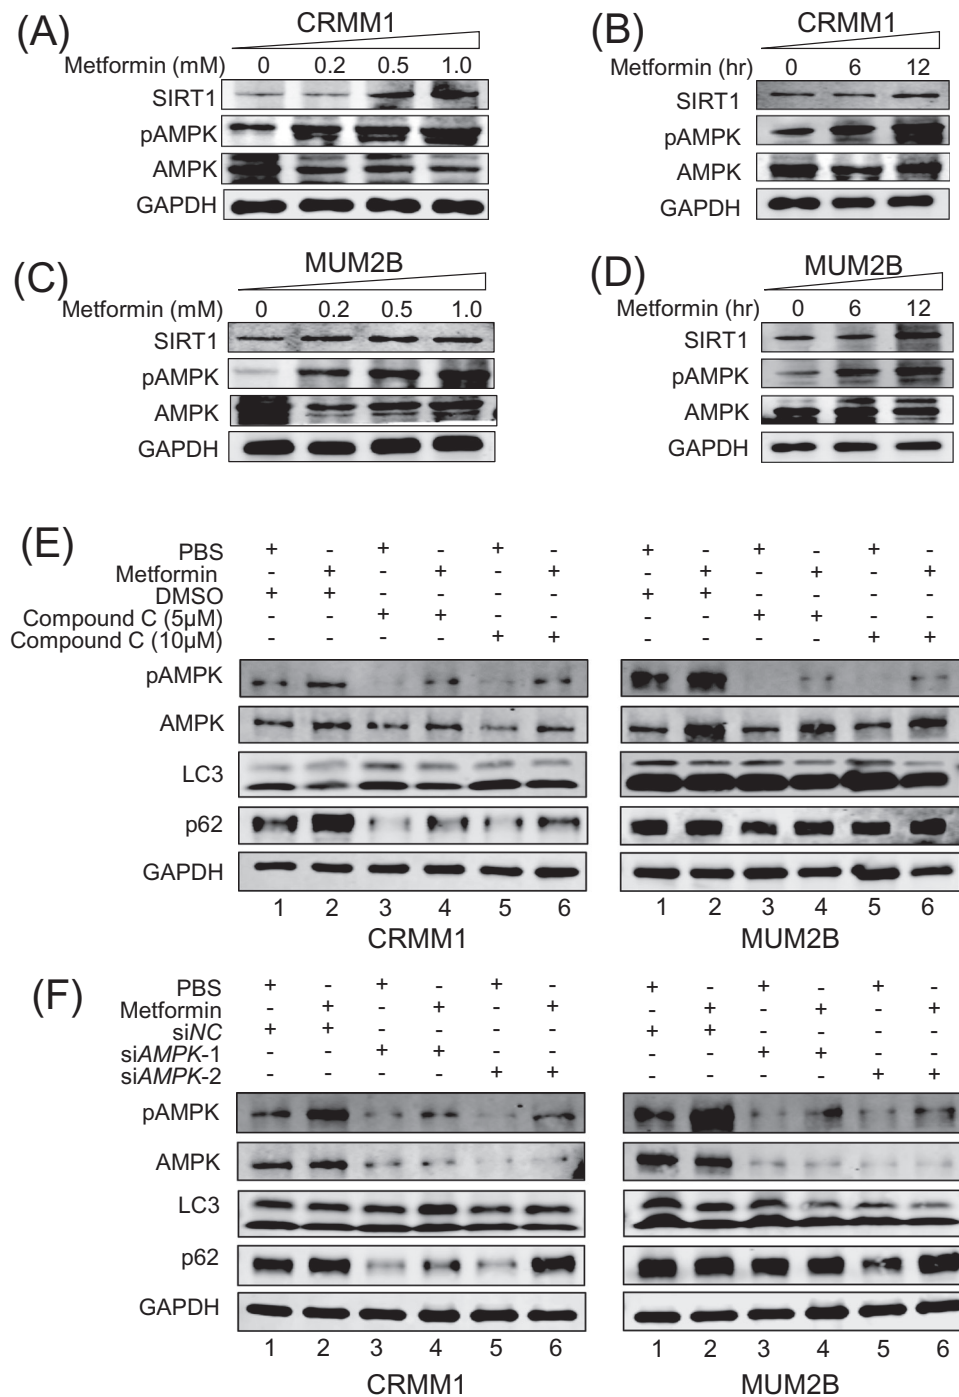 (A)
CRMM1
Metformin (mM) 0 0.2 0.5 1.0
SIRT1
pAMPK
AMPK
GAPDH
(B)
CRMM1
Metformin (hr) 0 6 12
SIRT1
pAMPK
AMPK
GAPDH
(C)
MUM2B
Metformin (mM) 0 0.2 0.5 1.0
SIRT1
pAMPK
AMPK
GAPDH
(D)
MUM2B
Metformin (hr) 0 6 12
SIRT1
pAMPK
AMPK
GAPDH
(E)
PBS + - + - + - + - + - + -
Metformin - + - + - + - + - + - +
DMSO + + - - - - + + - - - -
Compound C (5μM) - - + + - - - - + + - -
Compound C (10μM) - - - - + + - - - - + +
pAMPK
AMPK
LC3
p62
GAPDH
1 2 3 4 5 6 1 2 3 4 5 6
CRMM1 MUM2B
(F)
PBS + - + - + - + - + - + -
Metformin - + - + - + - + - + - +
siNC + + - - - - + + - - - -
siAMPK-1 - - + + - - - - + + - -
siAMPK-2 - - - - + + - - - - + +
pAMPK
AMPK
LC3
p62
GAPDH
1 2 3 4 5 6 1 2 3 4 5 6
CRMM1 MUM2B